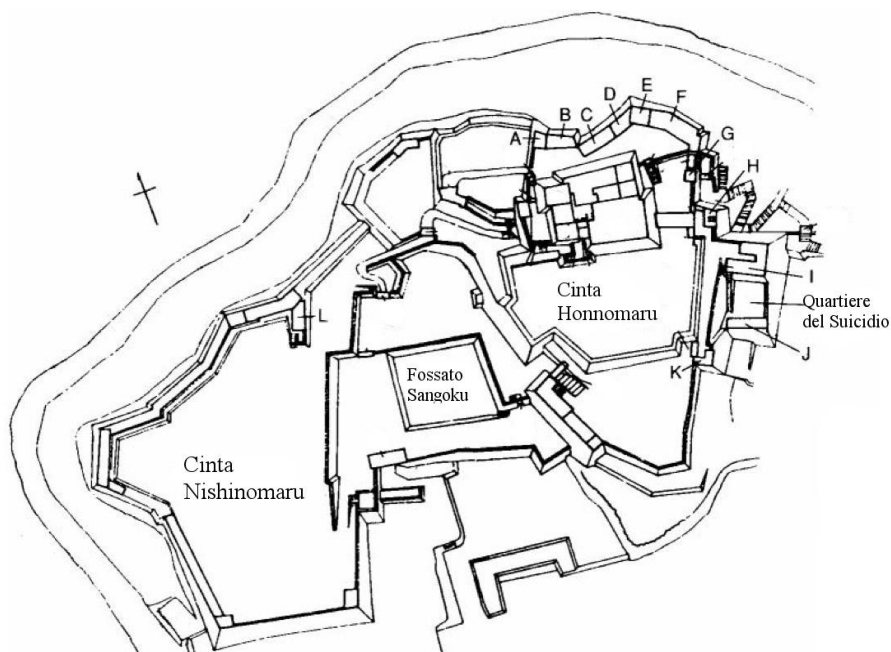 A
B
C
D
E
F
G
H
I
Quartiere
del Suicidio
J
K
L
Cinta
Honnomaru
Fossato
Sangoku
Cinta
Nishinomaru